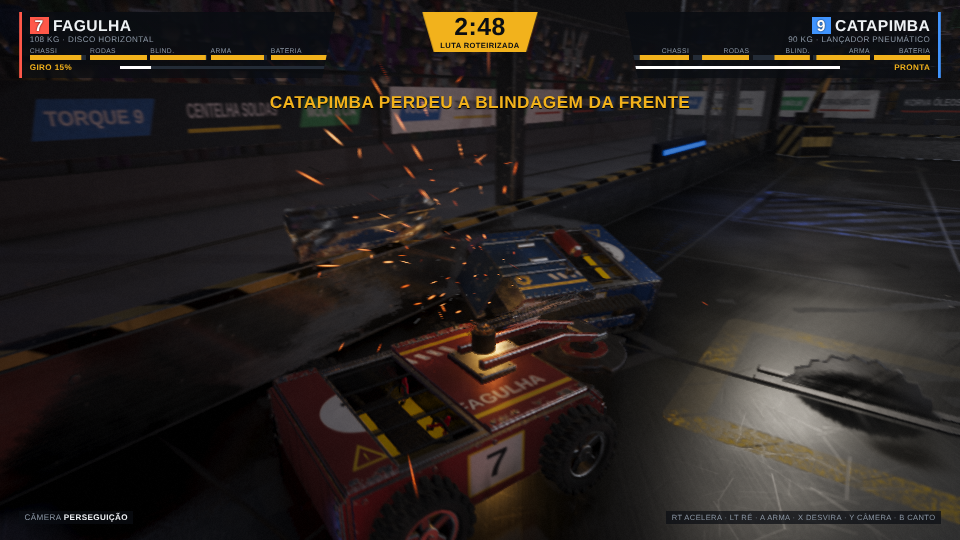 7 FAGULHA
108 KG · DISCO HORIZONTAL
CHASSI RODAS BLIND. ARMA BATERIA
GIRO 15%
2:48
LUTA ROTEIRIZADA
9 CATAPIMBA
90 KG · LANÇADOR PNEUMÁTICO
CHASSI RODAS BLIND. ARMA BATERIA
PRONTA
CATAPIMBA PERDEU A BLINDAGEM DA FRENTE
TORQUE 9
CENTELHA SOLDAS
FAGULHA
7
CÂMERA PERSEGUIÇÃO
RT ACELERA · LT RÉ · A ARMA · X DESVIRA · Y CÂMERA · B CANTO